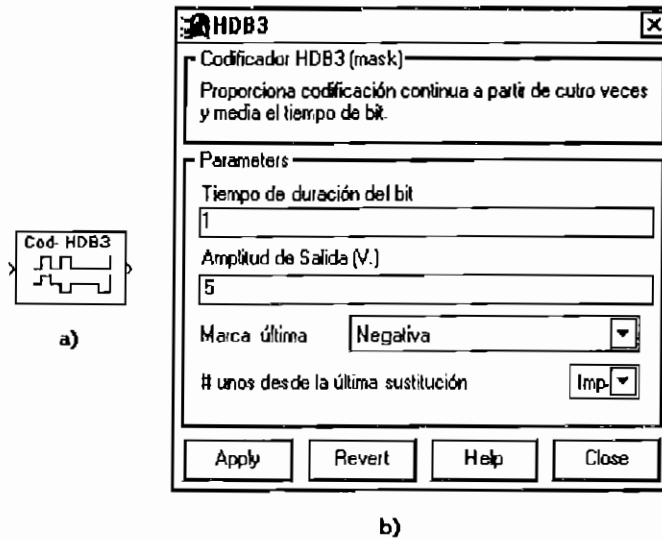 HDB3
Codificador HDB3 (mask)
Proporciona codificación continua a partir de cutro veces
y media el tiempo de bit.
Parameters
Tiempo de duración del bit
1
Amplitud de Salida (V.)
5
Marca última Negativa
# unos desde la última sustitución Imp-
Apply Revert Help Close
Cod- HDB3
a)
b)